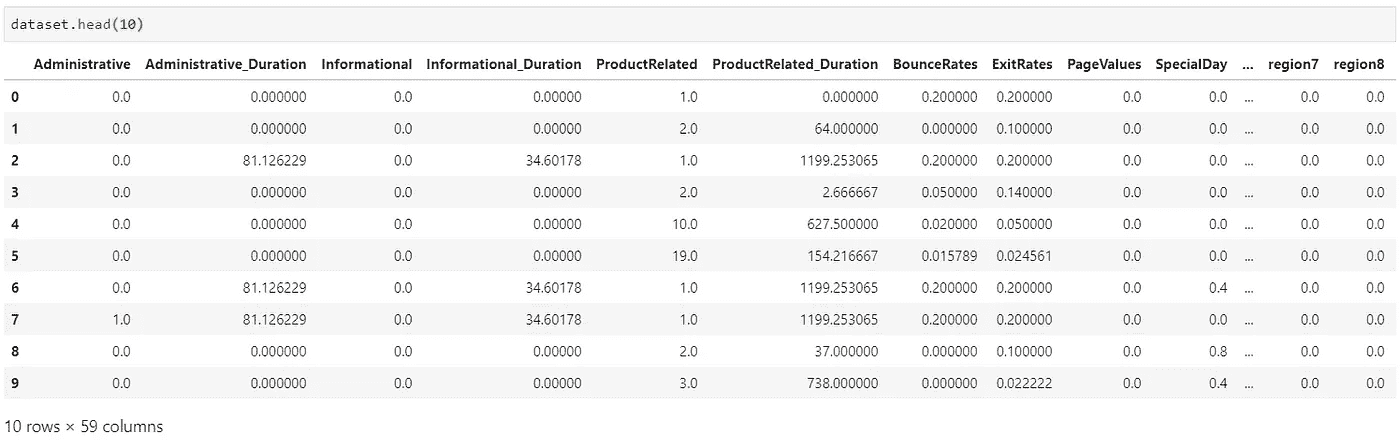 dataset.head(10)
Administrative Administrative_Duration Informational Informational_Duration ProductRelated ProductRelated_Duration BounceRates ExitRates PageValues SpecialDay ... region7 region8
0 0.0 0.000000 0.0 0.00000 1.0 0.000000 0.200000 0.200000 0.0 0.0 ... 0.0 0.0
1 0.0 0.000000 0.0 0.00000 2.0 64.000000 0.000000 0.100000 0.0 0.0 ... 0.0 0.0
2 0.0 81.126229 0.0 34.60178 1.0 1199.253065 0.200000 0.200000 0.0 0.0 ... 0.0 0.0
3 0.0 0.000000 0.0 0.00000 2.0 2.666667 0.050000 0.140000 0.0 0.0 ... 0.0 0.0
4 0.0 0.000000 0.0 0.00000 10.0 627.500000 0.020000 0.050000 0.0 0.0 ... 0.0 0.0
5 0.0 0.000000 0.0 0.00000 19.0 154.216667 0.015789 0.024561 0.0 0.0 ... 0.0 0.0
6 0.0 81.126229 0.0 34.60178 1.0 1199.253065 0.200000 0.200000 0.0 0.4 ... 0.0 0.0
7 1.0 81.126229 0.0 34.60178 1.0 1199.253065 0.200000 0.200000 0.0 0.0 ... 0.0 0.0
8 0.0 0.000000 0.0 0.00000 2.0 37.000000 0.000000 0.100000 0.0 0.8 ... 0.0 0.0
9 0.0 0.000000 0.0 0.00000 3.0 738.000000 0.000000 0.022222 0.0 0.4 ... 0.0 0.0
10 rows × 59 columns